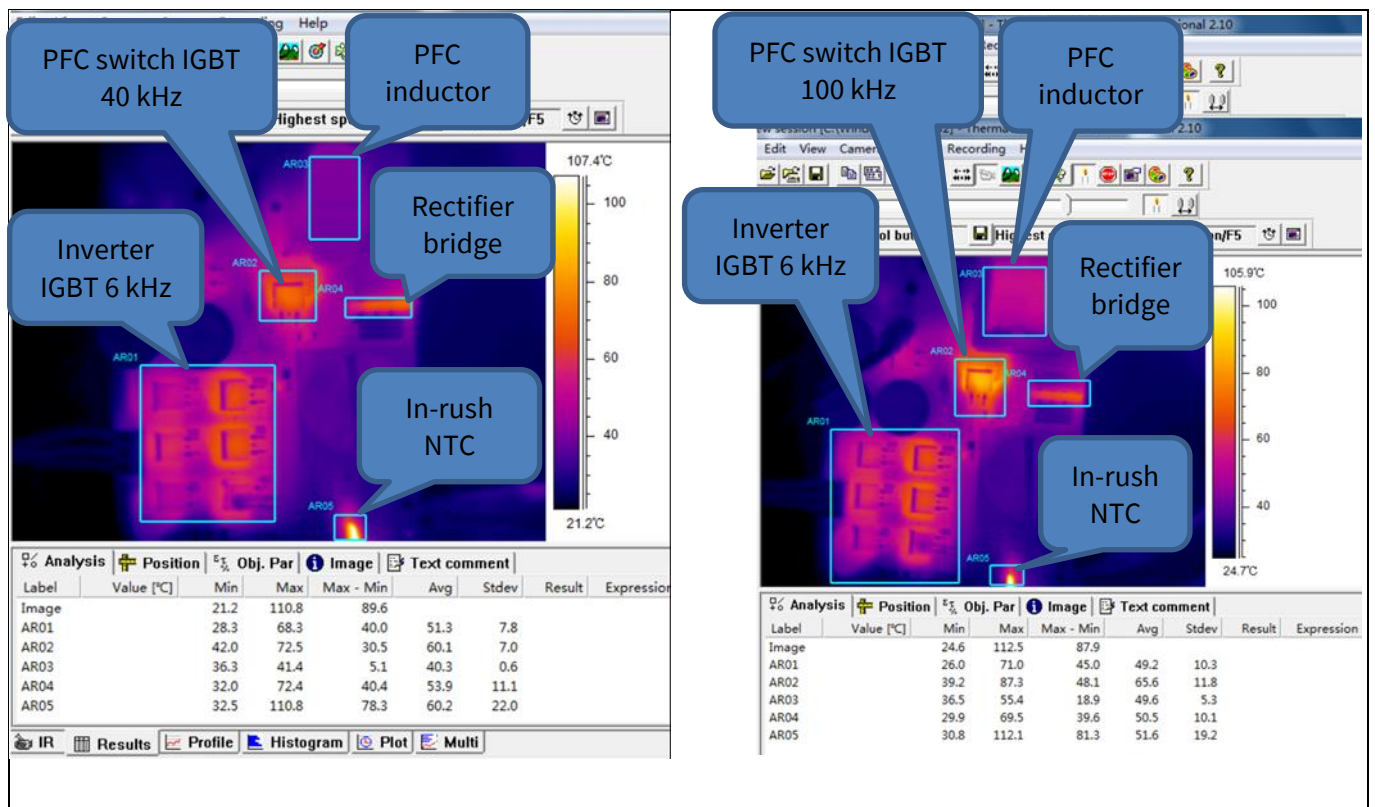 Help
PFC switch IGBT
40 kHz
PFC
inductor
Highest sp
/F5
107.4℃
100
80
60
40
21.2℃
AR03
Rectifier
bridge
Inverter
IGBT 6 kHz
AR02
AR04
AR01
In-rush
NTC
AR05
Analysis Position Obj. Par Image Text comment
Label Value [℃] Min Max Max - Min Avg Stdev Result Expression
Image 21.2 110.8 89.6
AR01 28.3 68.3 40.0 51.3 7.8
AR02 42.0 72.5 30.5 60.1 7.0
AR03 36.3 41.4 5.1 40.3 0.6
AR04 32.0 72.4 40.4 53.9 11.1
AR05 32.5 110.8 78.3 60.2 22.0
IR Results Profile Histogram Plot Multi
2.10
PFC switch IGBT
100 kHz
PFC
inductor
2.10
Edit View Recording
n/F5
105.9℃
100
80
60
40
24.7℃
AR03
Inverter
IGBT 6 kHz
Rectifier
bridge
AR02
AR04
AR01
In-rush
NTC
AR05
Analysis Position Obj. Par Image Text comment
Label Value [℃] Min Max Max - Min Avg Stdev Result Expression
Image 24.6 112.5 87.9
AR01 26.0 71.0 45.0 49.2 10.3
AR02 39.2 87.3 48.1 65.6 11.8
AR03 36.5 55.4 18.9 49.6 5.3
AR04 29.9 69.5 39.6 50.5 10.1
AR05 30.8 112.1 81.3 51.6 19.2